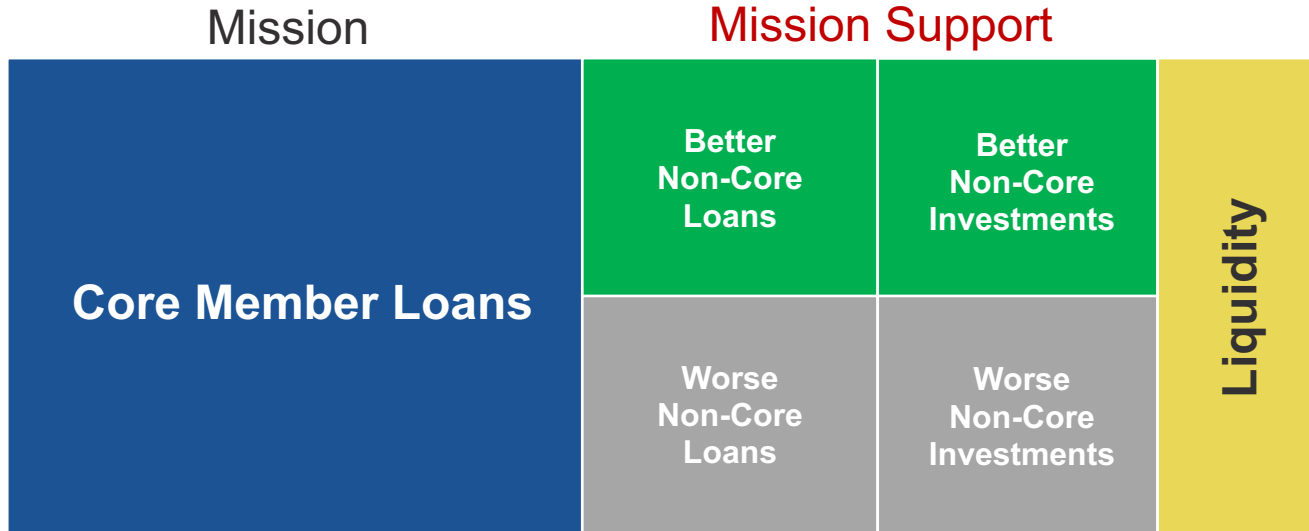 Mission
Mission Support
Core Member Loans
Better
Non-Core
Loans
Better
Non-Core
Investments
Worse
Non-Core
Loans
Worse
Non-Core
Investments
Liquidity